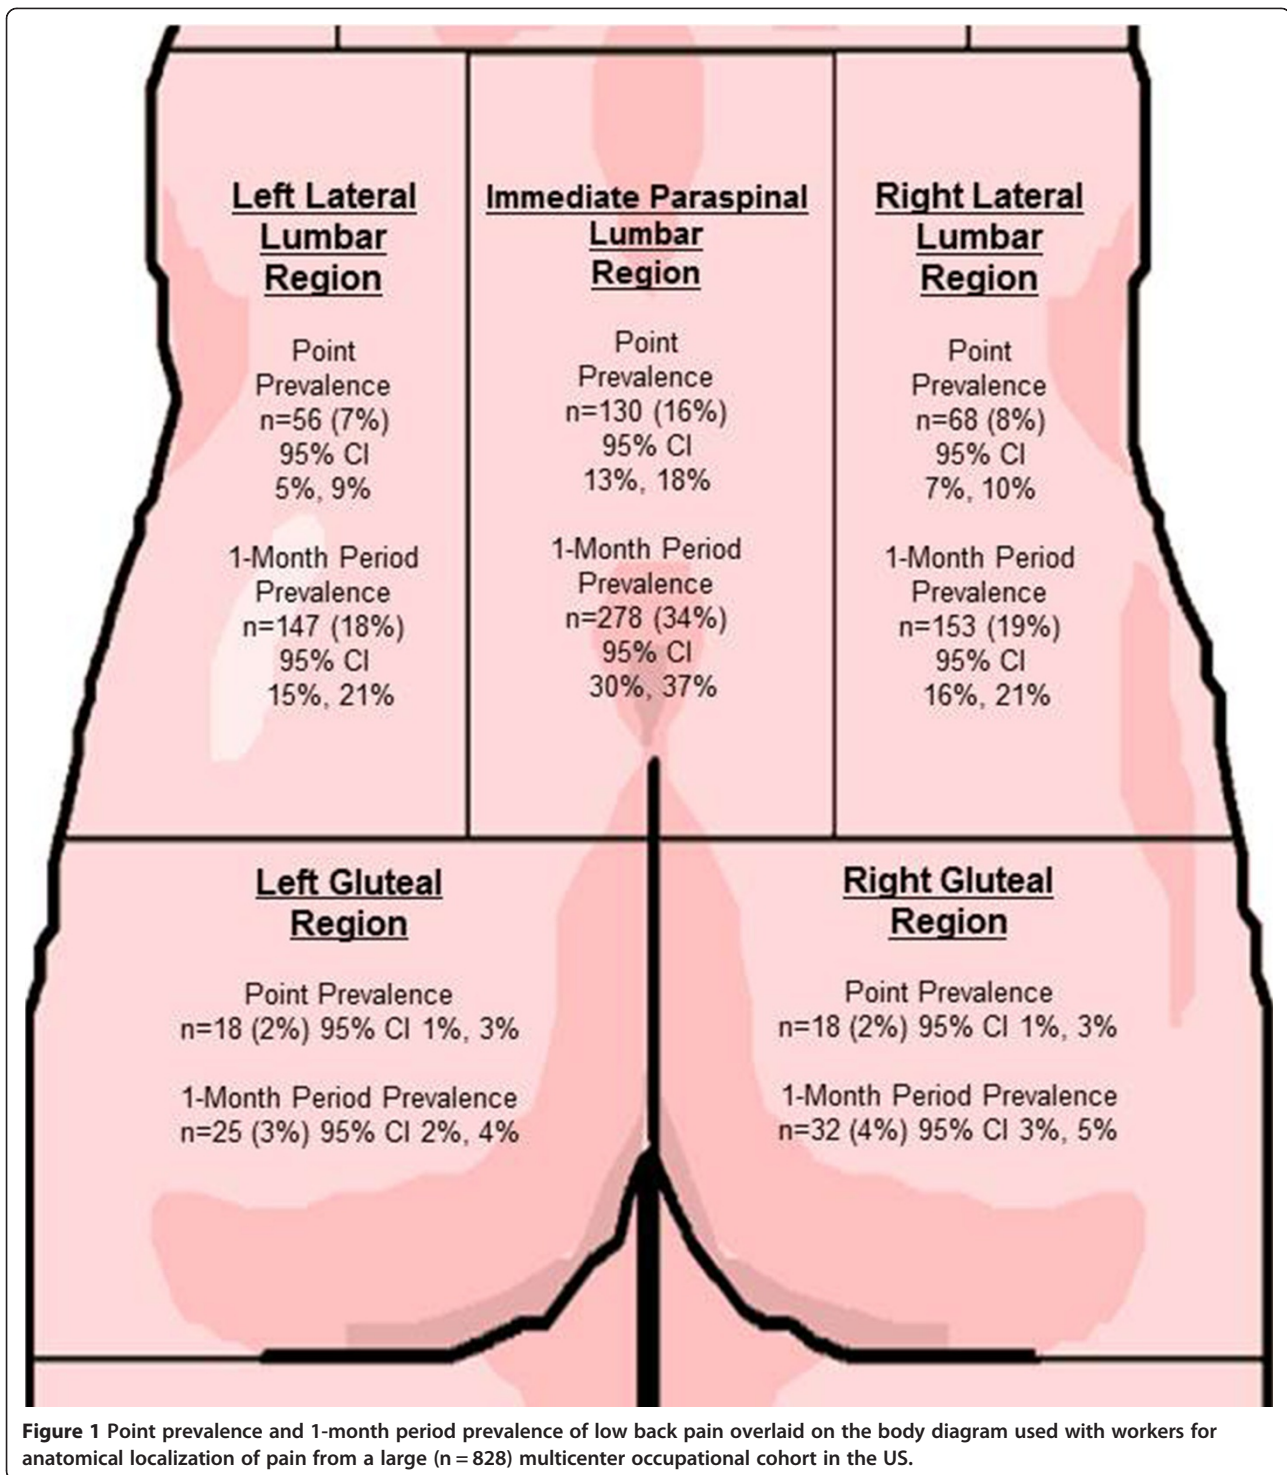 Left Lateral
Lumbar
Region
Point
Prevalence
n=56 (7%)
95% CI
5%, 9%
1-Month Period
Prevalence
n=147 (18%)
95% CI
15%, 21%
Immediate Paraspinal
Lumbar
Region
Point
Prevalence
n=130 (16%)
95% CI
13%, 18%
1-Month Period
Prevalence
n=278 (34%)
95% CI
30%, 37%
Right Lateral
Lumbar
Region
Point
Prevalence
n=68 (8%)
95% CI
7%, 10%
1-Month Period
Prevalence
n=153 (19%)
95% CI
16%, 21%
Left Gluteal
Region
Point Prevalence
n=18 (2%) 95% CI 1%, 3%
1-Month Period Prevalence
n=25 (3%) 95% CI 2%, 4%
Right Gluteal
Region
Point Prevalence
n=18 (2%) 95% CI 1%, 3%
1-Month Period Prevalence
n=32 (4%) 95% CI 3%, 5%
Figure 1 Point prevalence and 1-month period prevalence of low back pain overlaid on the body diagram used with workers for
anatomical localization of pain from a large (n = 828) multicenter occupational cohort in the US.